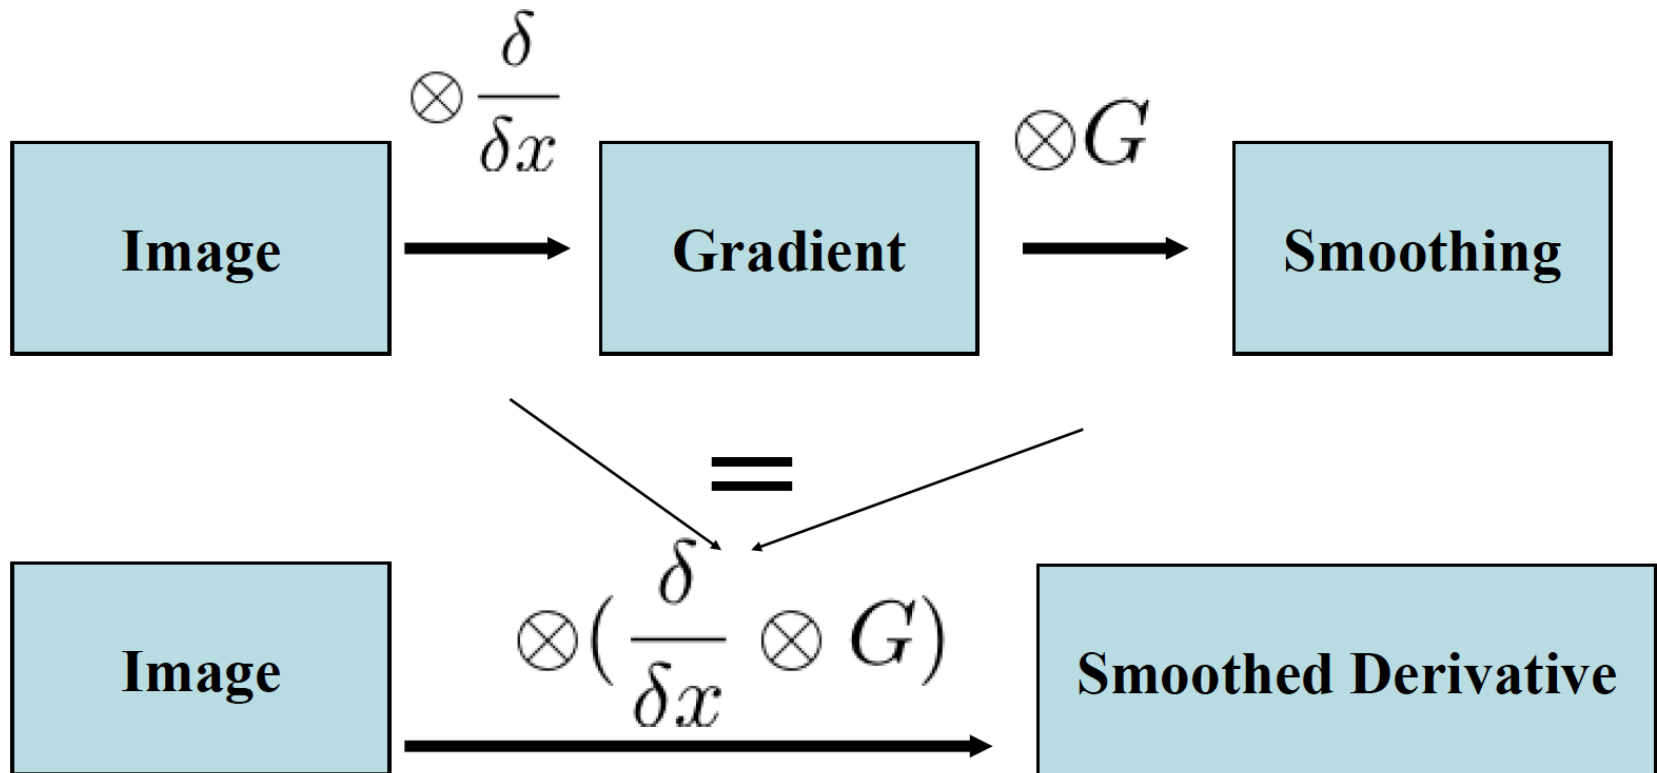 ⊗ δ/δx
⊗G
Image
Gradient
Smoothing
=
⊗( δ/δx ⊗ G)
Image
Smoothed Derivative